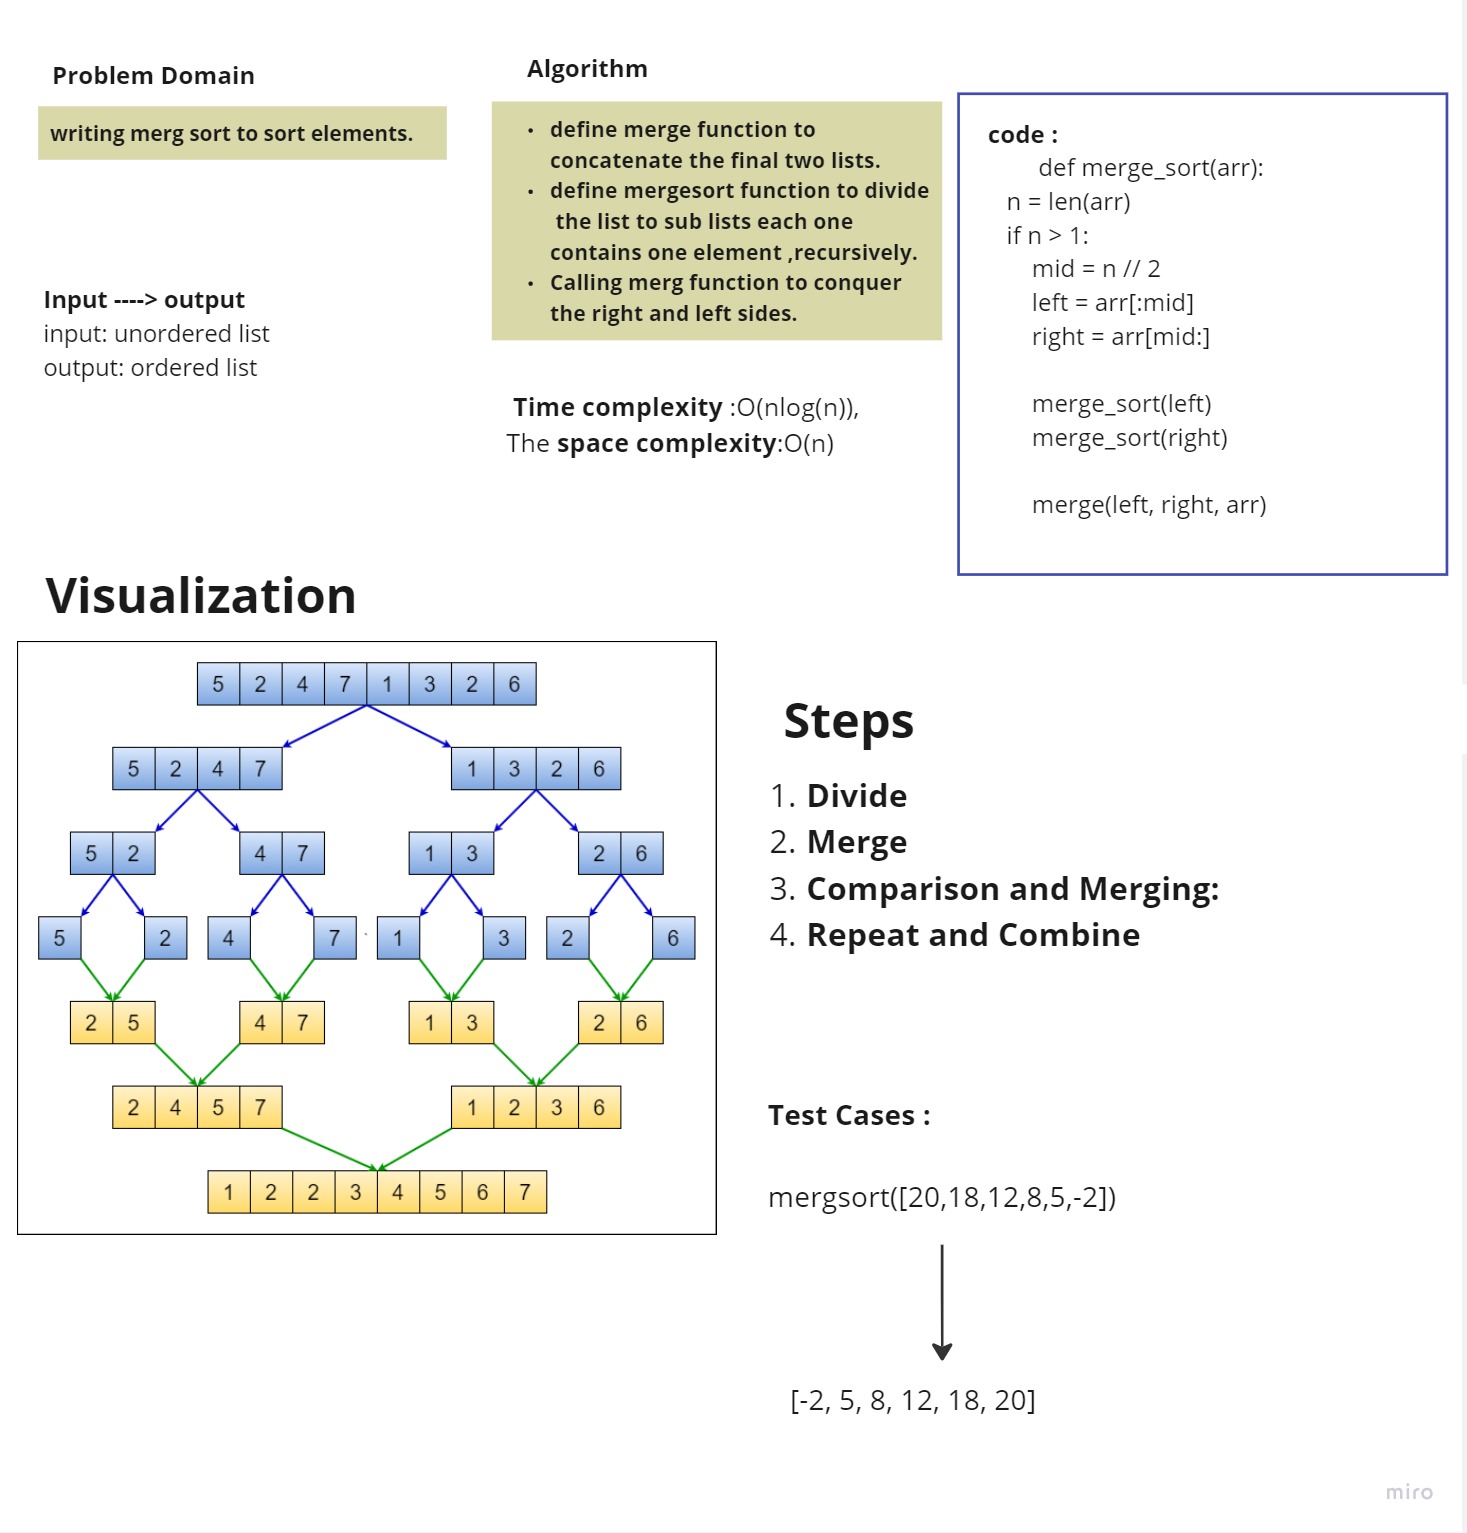 Problem Domain
writing merg sort to sort elements.
Input ----> output
input: unordered list
output: ordered list
Algorithm
• define merge function to
concatenate the final two lists.
• define mergesort function to divide
the list to sub lists each one
contains one element ,recursively.
• Calling merg function to conquer
the right and left sides.
Time complexity :O(nlog(n)),
The space complexity:O(n)
code :
def merge_sort(arr):
n = len(arr)
if n > 1:
mid = n // 2
left = arr[:mid]
right = arr[mid:]
merge_sort(left)
merge_sort(right)
merge(left, right, arr)
Visualization
5 2 4 7 1 3 2 6
5 2 4 7 1 3 2 6
5 2 4 7 1 3 2 6
5 2 4 7 1 3 2 6
2 5 4 7 1 3 2 6
2 4 5 7 1 2 3 6
1 2 2 3 4 5 6 7
Steps
1. Divide
2. Merge
3. Comparison and Merging:
4. Repeat and Combine
Test Cases :
mergsort([20,18,12,8,5,-2])
[-2, 5, 8, 12, 18, 20]
miro